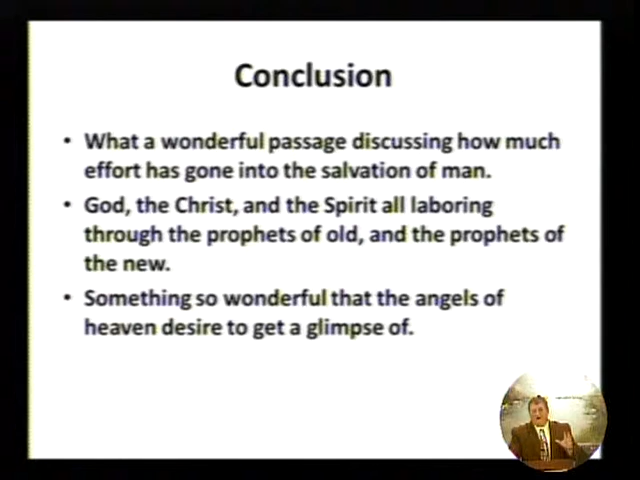 Conclusion
• What a wonderful passage discussing how much
effort has gone into the salvation of man.
• God, the Christ, and the Spirit all laboring
through the prophets of old, and the prophets of
the new.
• Something so wonderful that the angels of
heaven desire to get a glimpse of.